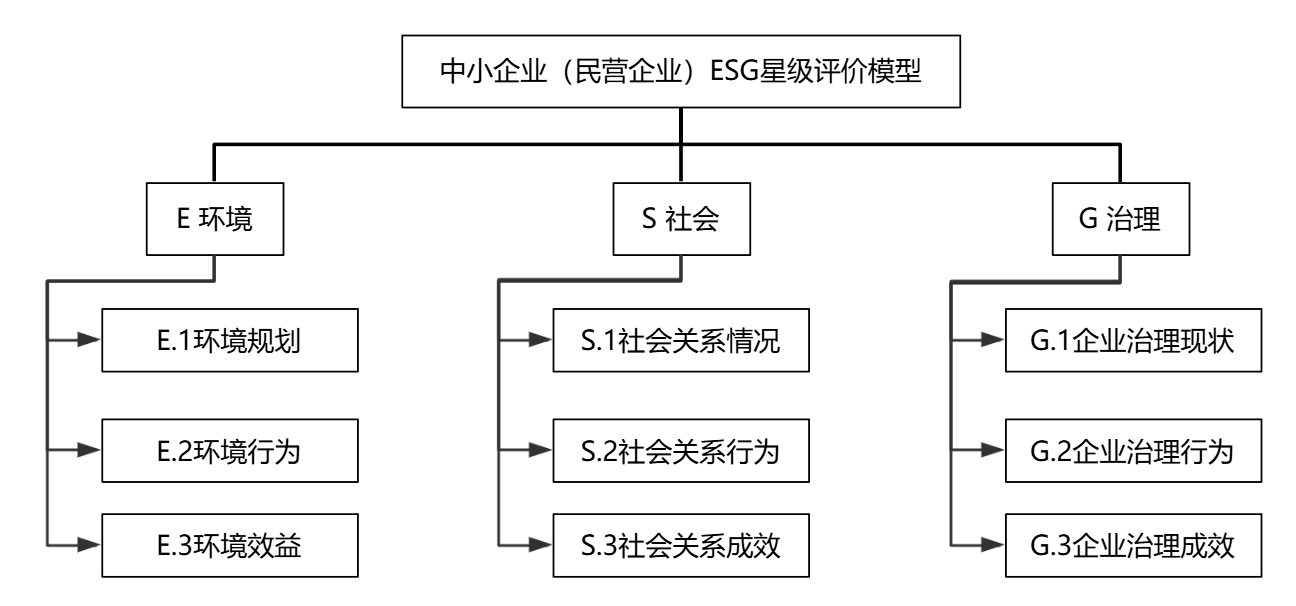 中小企业（民营企业）ESG星级评价模型
E 环境
S 社会
G 治理
E.1环境规划
S.1社会关系情况
G.1企业治理现状
E.2环境行为
S.2社会关系行为
G.2企业治理行为
E.3环境效益
S.3社会关系成效
G.3企业治理成效